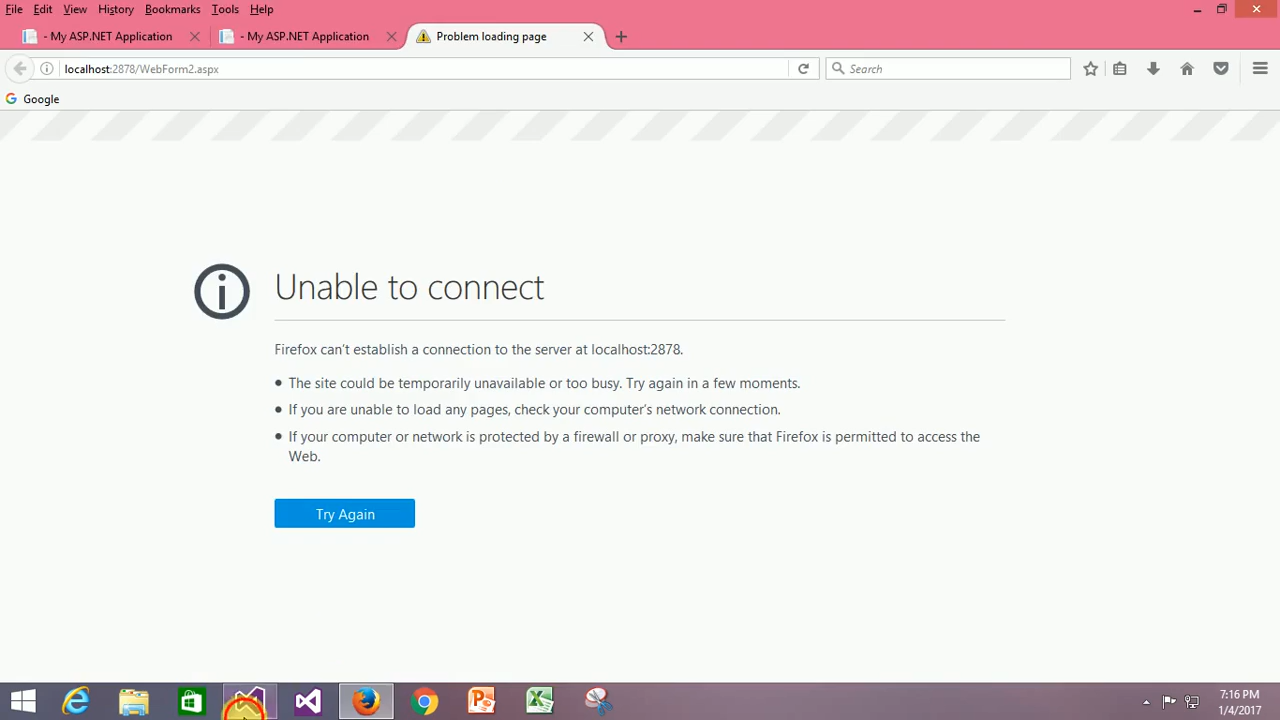 File Edit View History Bookmarks Tools Help
- My ASP.NET Application - My ASP.NET Application Problem loading page
localhost:2878/WebForm2.aspx Search
Google
Unable to connect
Firefox can't establish a connection to the server at localhost:2878.
The site could be temporarily unavailable or too busy. Try again in a few moments.
If you are unable to load any pages, check your computer's network connection.
If your computer or network is protected by a firewall or proxy, make sure that Firefox is permitted to access the
Web.
Try Again
7:16 PM
1/4/2017